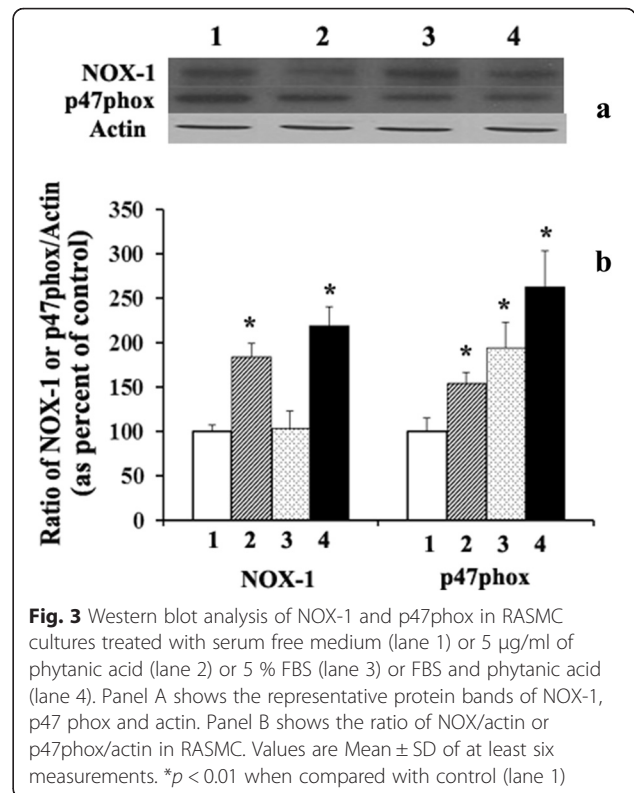 1 2 3 4
NOX-1
p47phox
Actin
a
350
300
250
200
150
100
50
0
Ratio of NOX-1 or p47phox/Actin
(as percent of control)
* * * * *
b
1 2 3 4 1 2 3 4
NOX-1 p47phox
Fig. 3 Western blot analysis of NOX-1 and p47phox in RASMC
cultures treated with serum free medium (lane 1) or 5 μg/ml of
phytanic acid (lane 2) or 5 % FBS (lane 3) or FBS and phytanic acid
(lane 4). Panel A shows the representative protein bands of NOX-1,
p47 phox and actin. Panel B shows the ratio of NOX/actin or
p47phox/actin in RASMC. Values are Mean ± SD of at least six
measurements. *p < 0.01 when compared with control (lane 1)